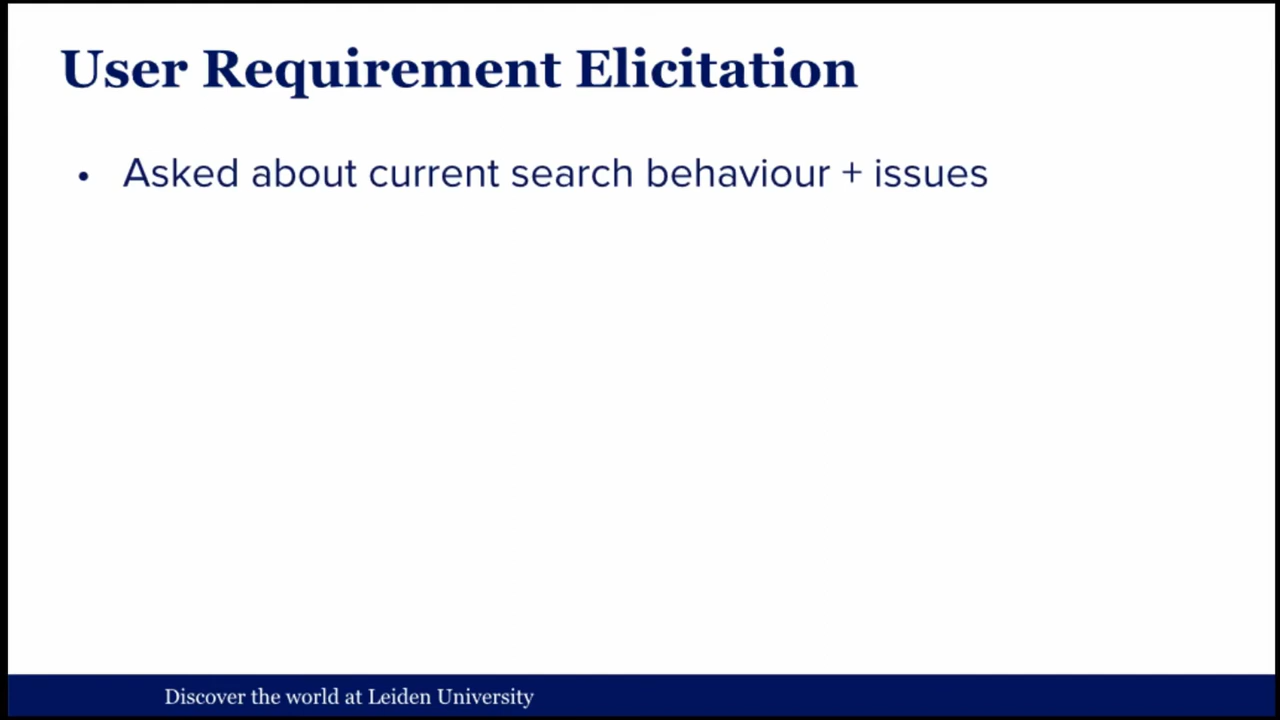 User Requirement Elicitation
• Asked about current search behaviour + issues
Discover the world at Leiden University